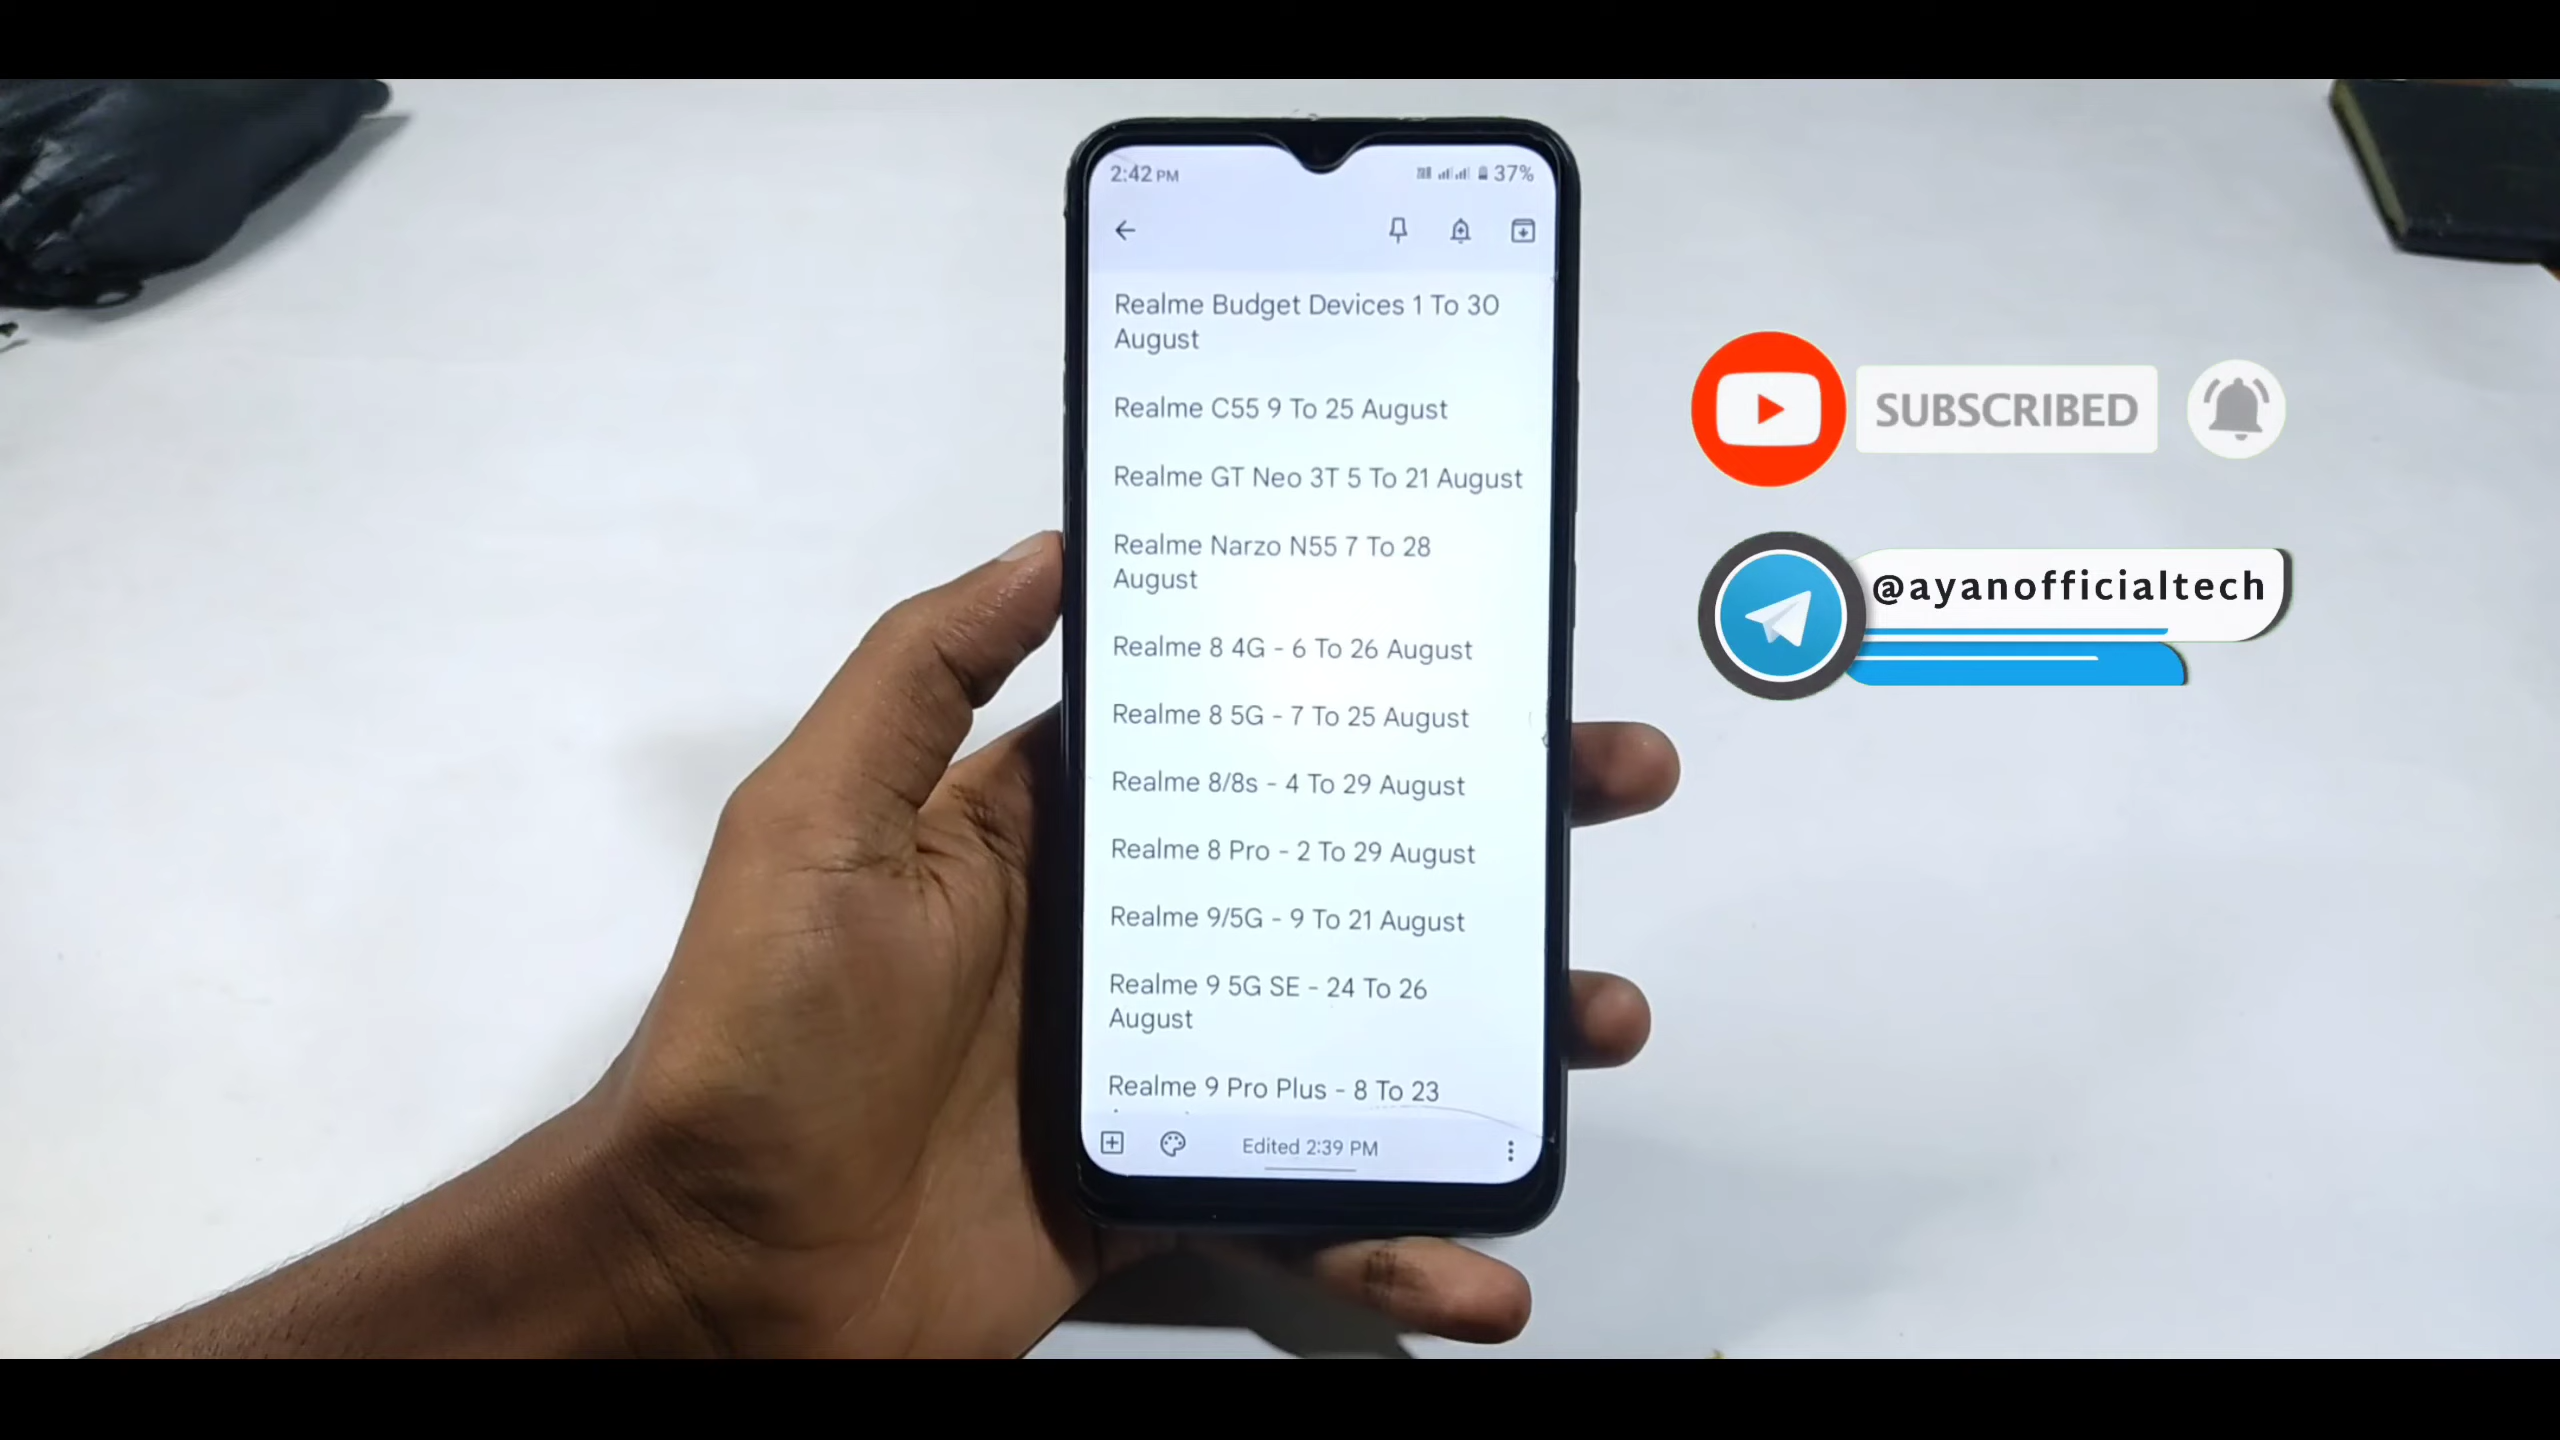 2:42 PM
37%
Realme Budget Devices 1 To 30
August
Realme C55 9 To 25 August
Realme GT Neo 3T 5 To 21 August
Realme Narzo N55 7 To 28
August
Realme 8 4G - 6 To 26 August
Realme 8 5G - 7 To 25 August
Realme 8/8s - 4 To 29 August
Realme 8 Pro - 2 To 29 August
Realme 9/5G - 9 To 21 August
Realme 9 5G SE - 24 To 26
August
Realme 9 Pro Plus - 8 To 23
Edited 2:39 PM
SUBSCRIBED
@ayanofficialtech